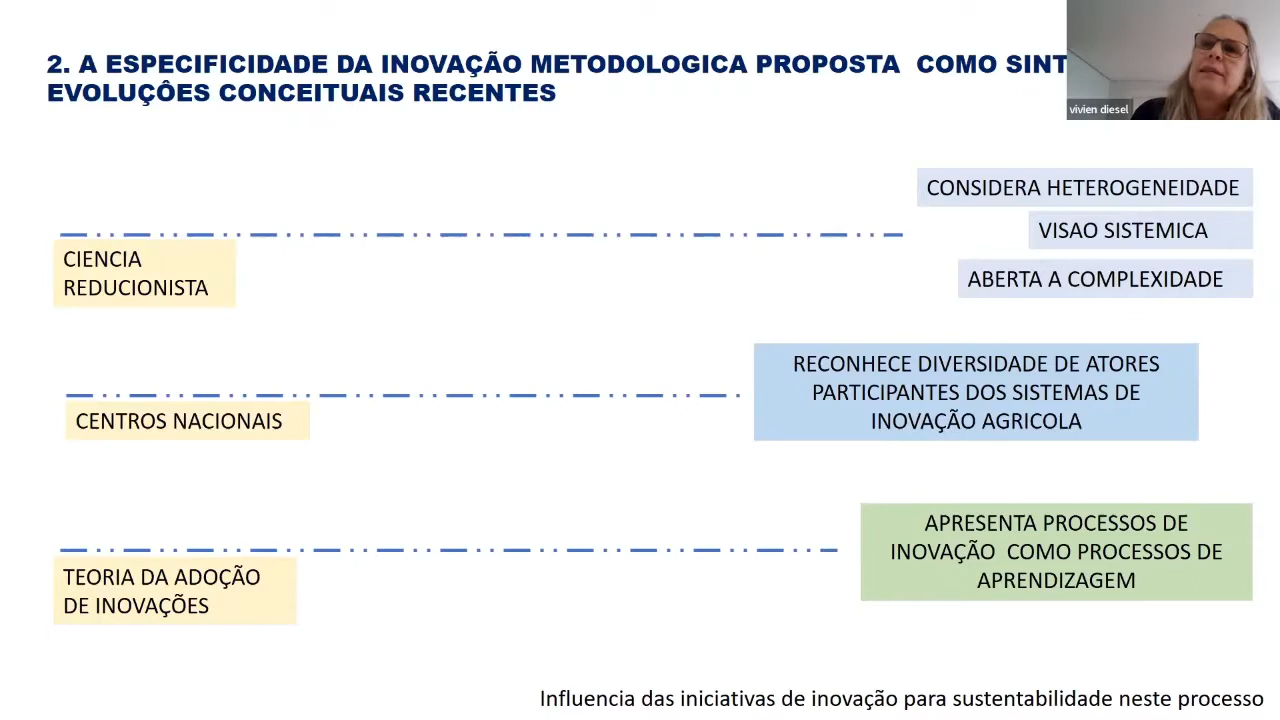 2. A ESPECIFICIDADE DA INOVAÇÃO METODOLOGICA PROPOSTA COMO
EVOLUÇÔES CONCEITUAIS RECENTES
vivien diesel
CONSIDERA HETEROGENEIDADE
VISAO SISTEMICA
CIENCIA
REDUCIONISTA
ABERTA A COMPLEXIDADE
RECONHECE DIVERSIDADE DE ATORES
PARTICIPANTES DOS SISTEMAS DE
INOVAÇÃO AGRICOLA
CENTROS NACIONAIS
APRESENTA PROCESSOS DE
INOVAÇÃO COMO PROCESSOS DE
APRENDIZAGEM
TEORIA DA ADOÇÃO
DE INOVAÇÕES
Influencia das iniciativas de inovação para sustentabilidade neste processo